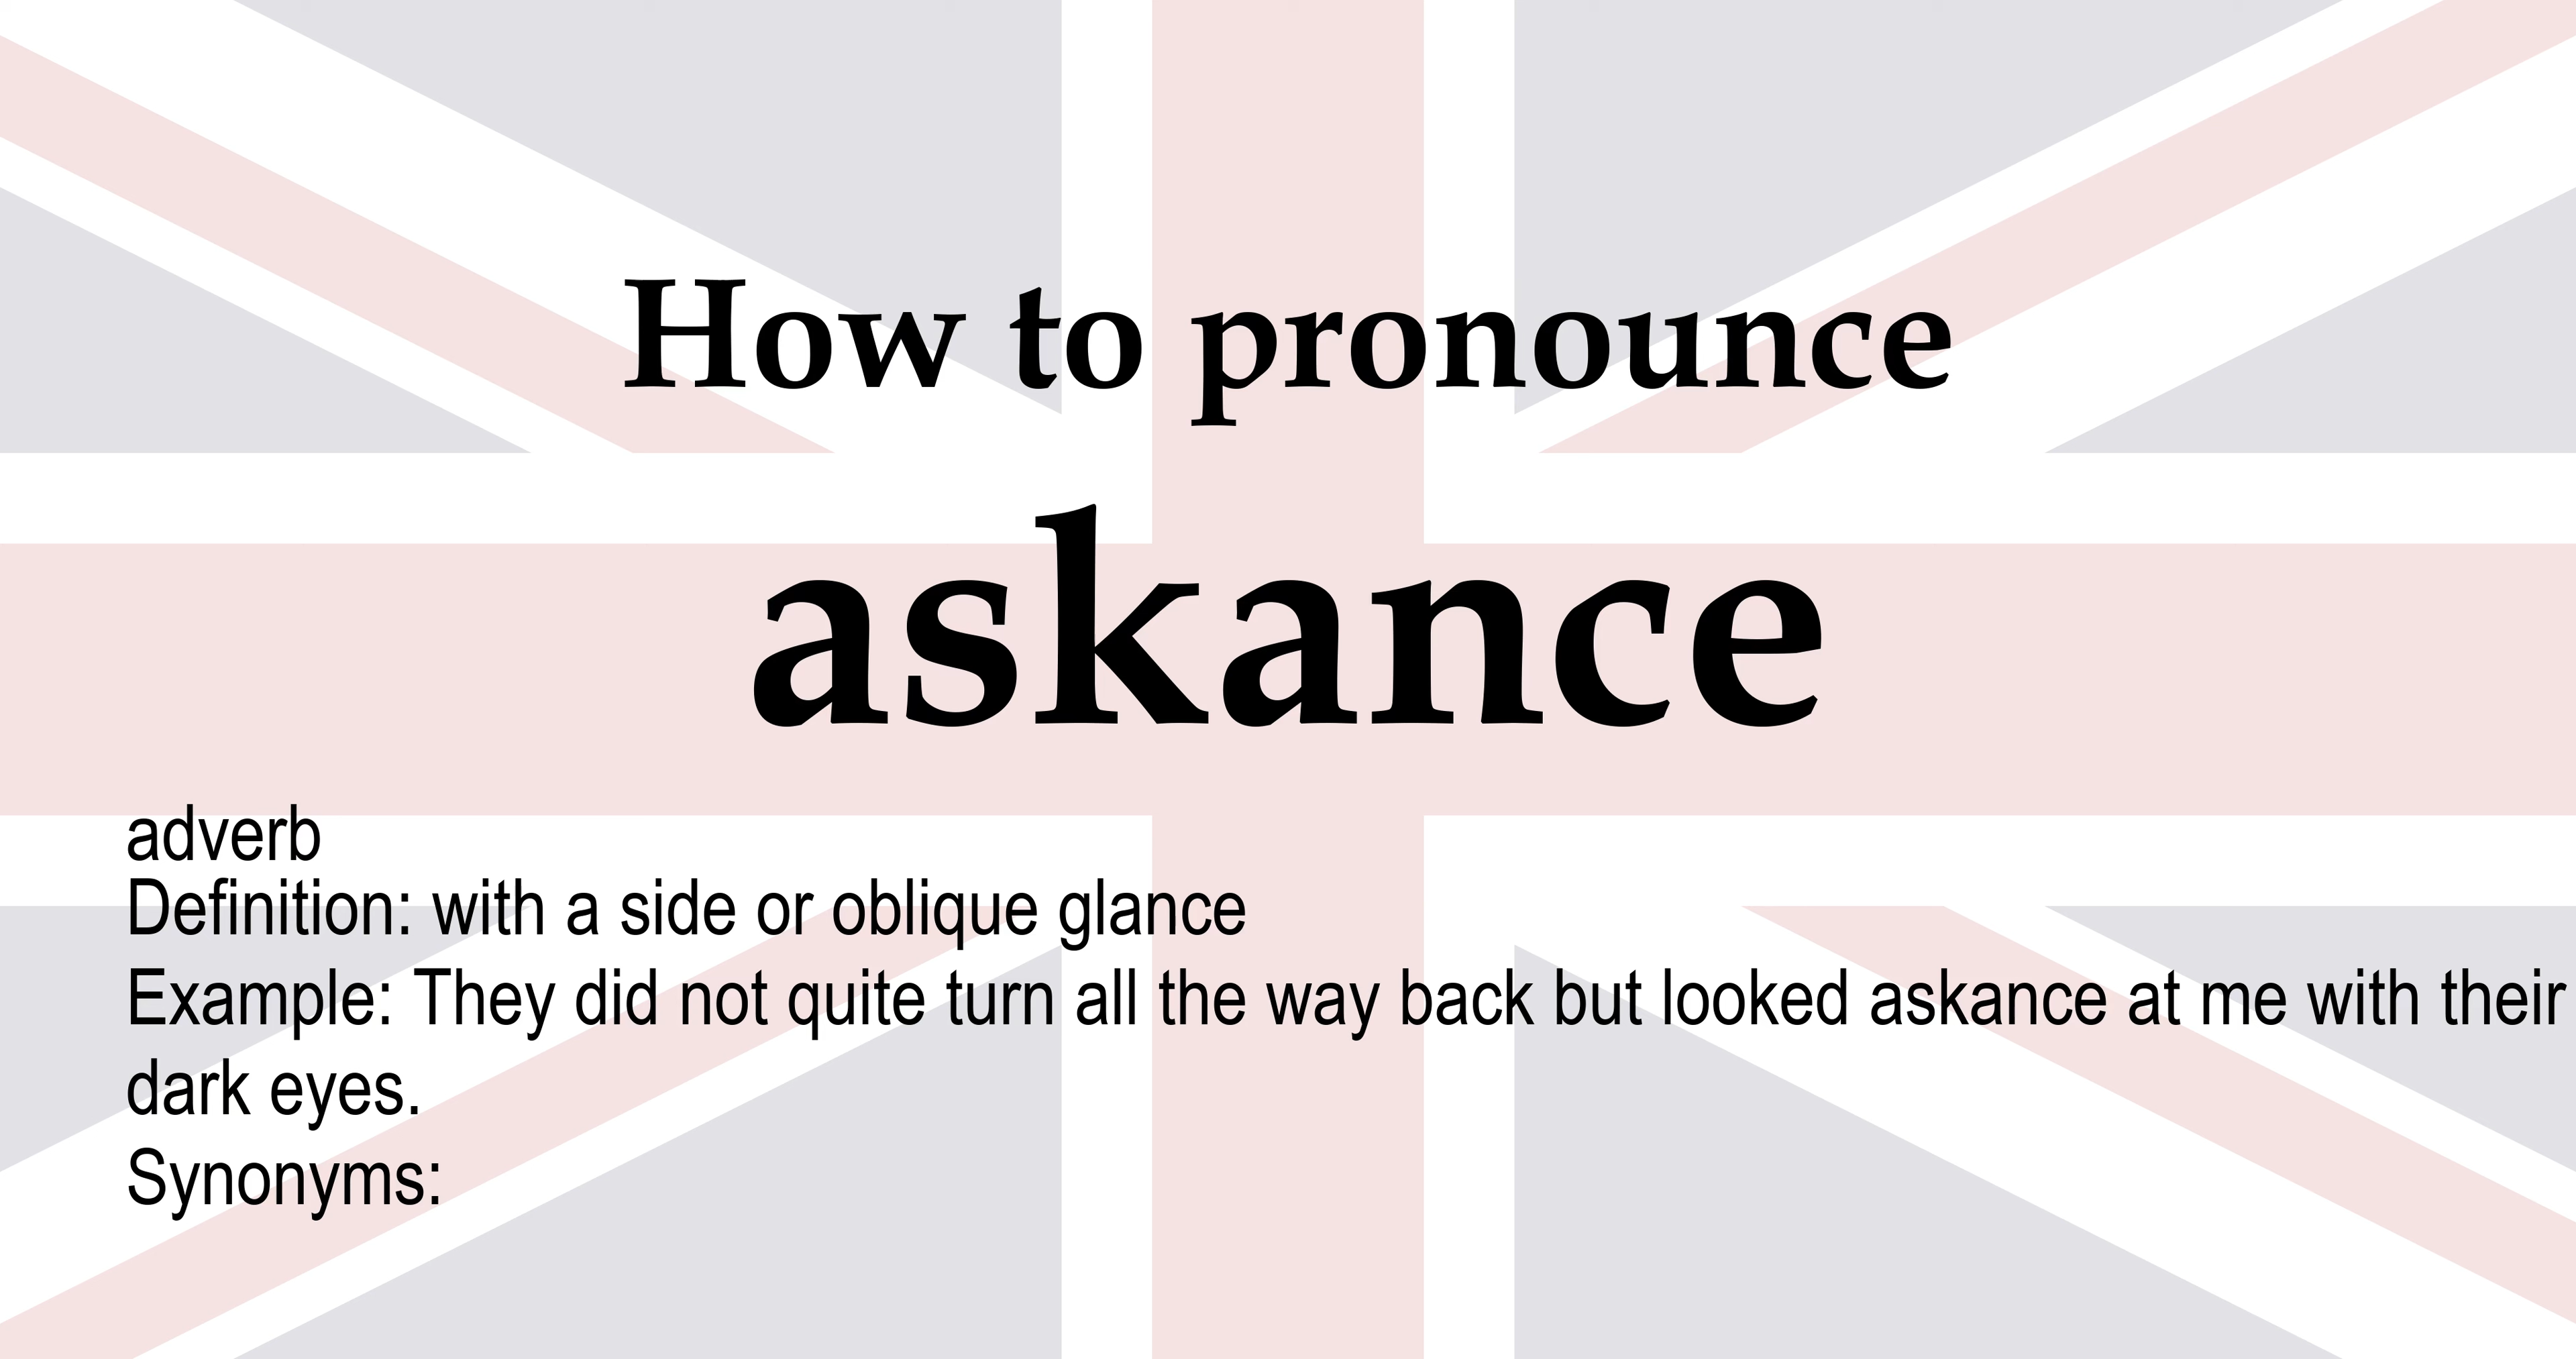 How to pronounce
askance
adverb
Definition: with a side or oblique glance
Example: They did not quite turn all the way back but looked askance at me with their
dark eyes.
Synonyms: